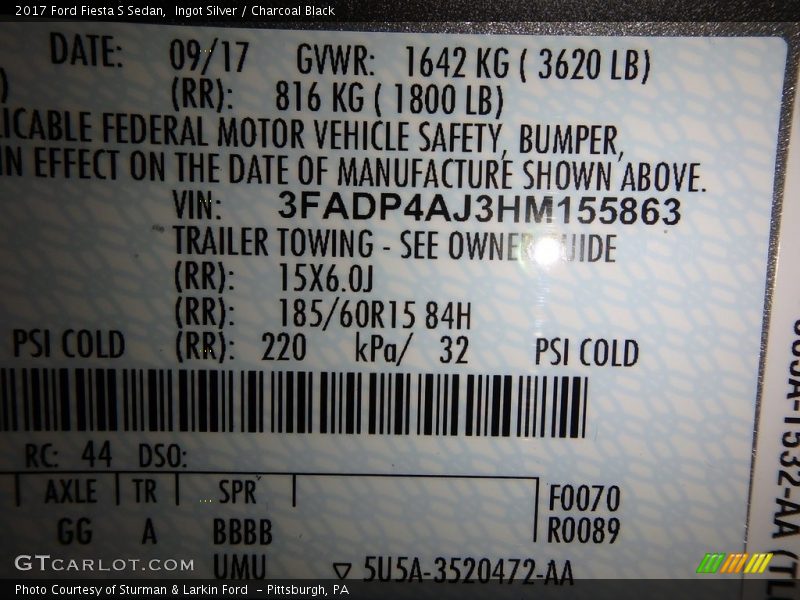 2017 Ford Fiesta S Sedan,  Ingot Silver / Charcoal Black
DATE: 09/17 GVWR: 1642 KG ( 3620 LB)
) (RR): 816 KG ( 1800 LB)
LICABLE FEDERAL MOTOR VEHICLE SAFETY, BUMPER,
IN EFFECT ON THE DATE OF MANUFACTURE SHOWN ABOVE.
VIN: 3FADP4AJ3HM155863
TRAILER TOWING - SEE OWNER GUIDE
(RR): 15X6.0J
(RR): 185/60R15 84H
PSI COLD (RR): 220 kPa/ 32 PSI COLD
RC: 44 DSO:
AXLE TR SPR F0070
GG A BBBB R0089
UMU ▽ 5U5A-3520472-AA
GTCARLOT.COM
Photo Courtesy of Sturman & Larkin Ford  - Pittsburgh, PA